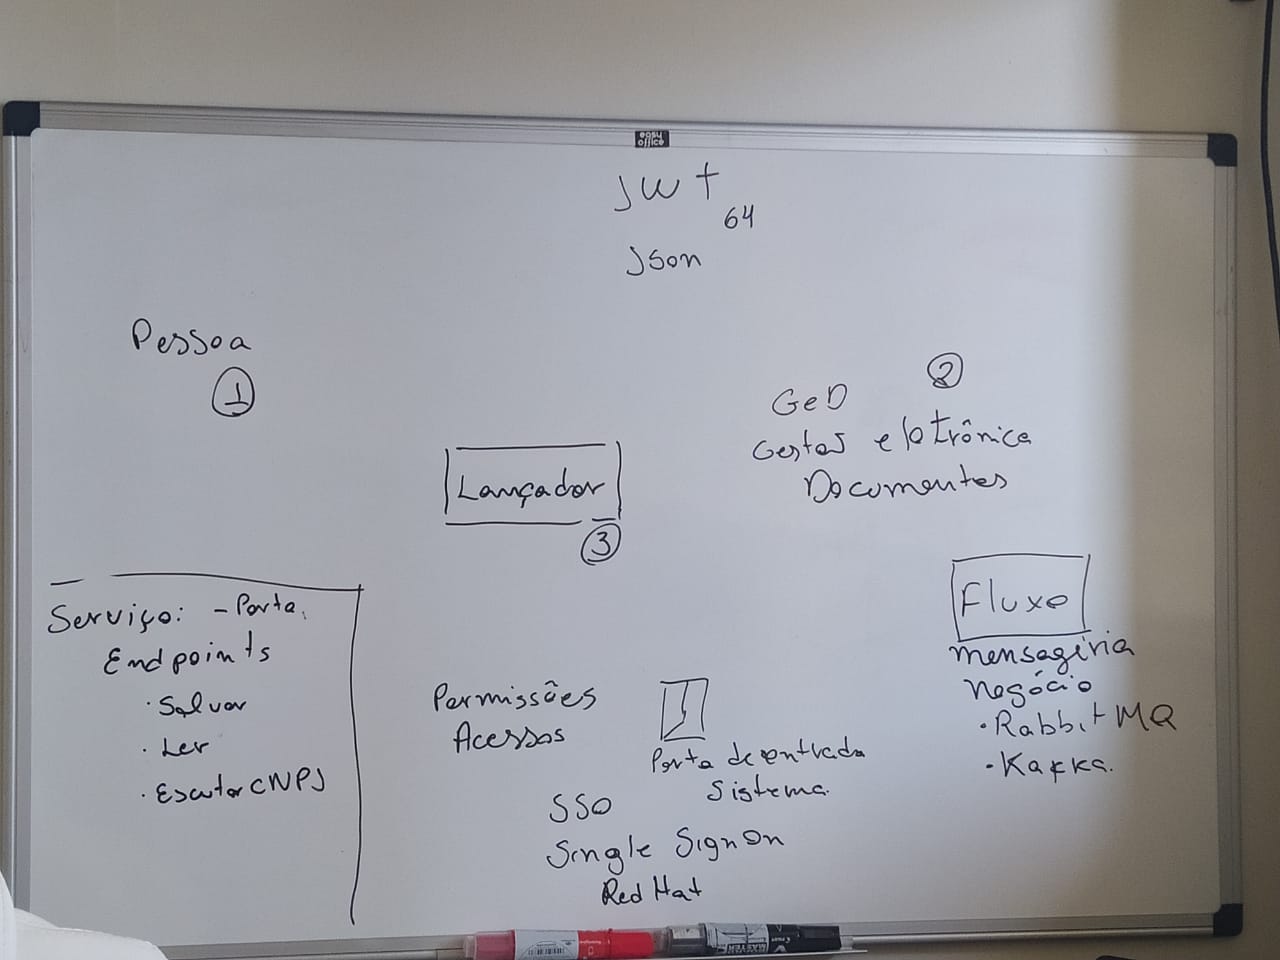 easy office
JWT
64
Json
Pessoa
1
2
GeD
Gestão eletrônica
Documentos
Lançador
3
Serviço: - Porta
Endpoints
· Salvar
· Ler
· Escutar CNPJ
Permissões
Acessos
Porta de entrada
Sistema.
SSO
Single SignOn
Red Hat
Fluxo
mensageria
Negócio
· RabbitMQ
· Kafka.